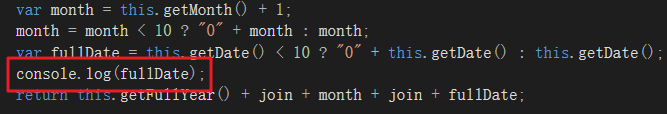 var month = this.getMonth() + 1;
month = month < 10 ? "0" + month : month;
var fullDate = this.getDate() < 10 ? "0" + this.getDate() : this.getDate();
console.log(fullDate);
return this.getFullYear() + join + month + join + fullDate;